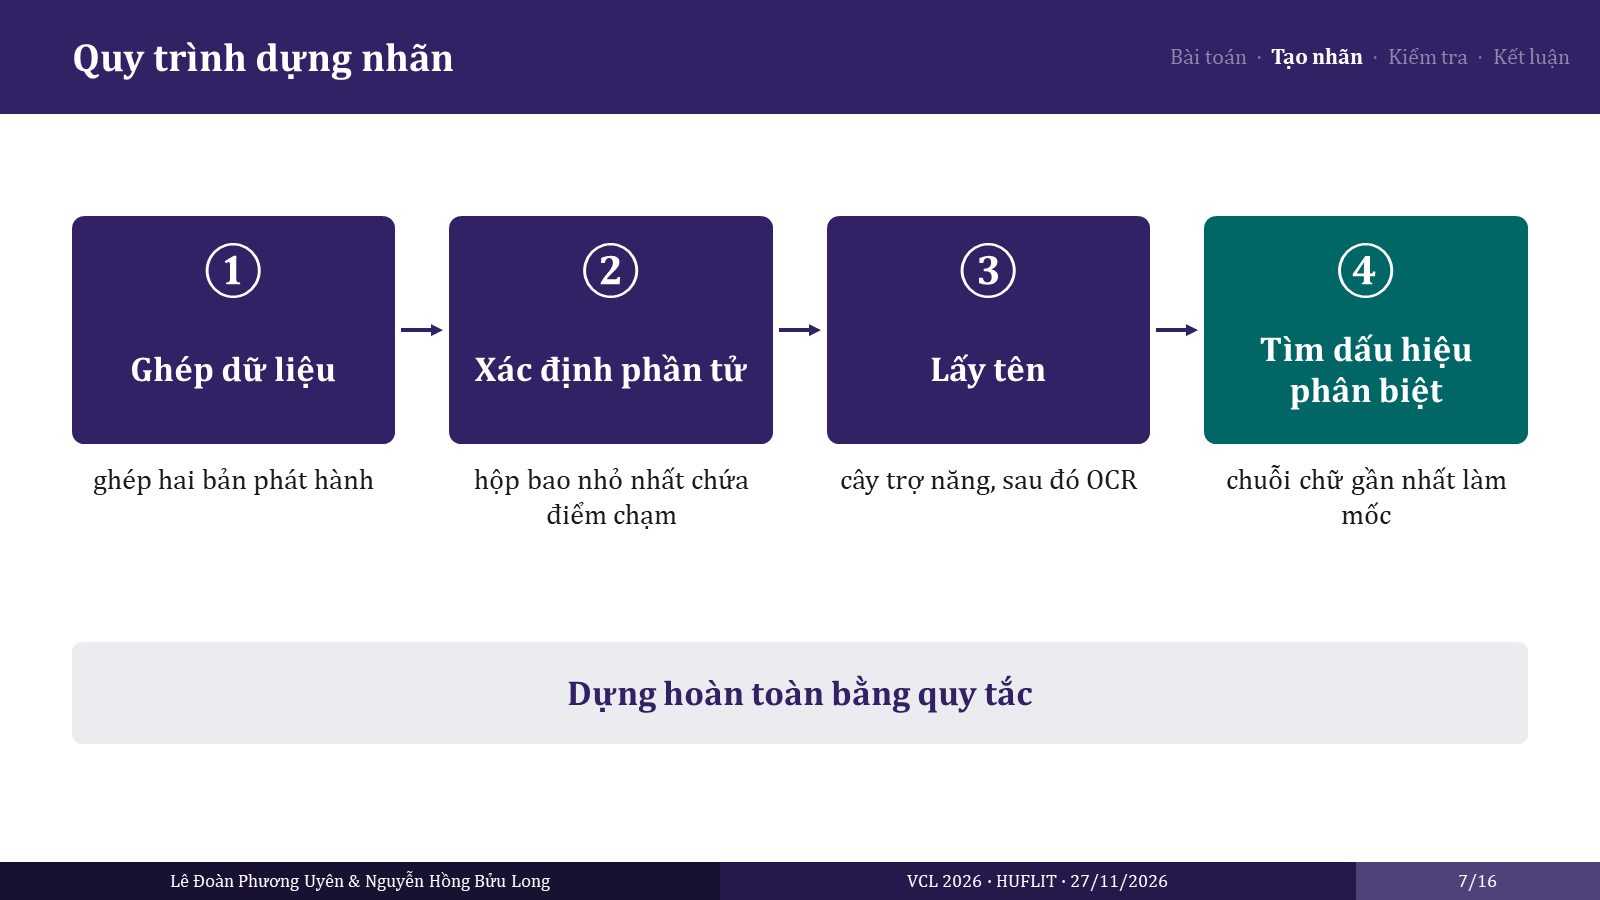 Quy trình dựng nhãn
Bài toán · Tạo nhãn · Kiểm tra · Kết luận
① 
Ghép dữ liệu
ghép hai bản phát hành
②
Xác định phần tử
hộp bao nhỏ nhất chứa
điểm chạm
③
Lấy tên
cây trợ năng, sau đó OCR
④
Tìm dấu hiệu
phân biệt
chuỗi chữ gần nhất làm
mốc
Dựng hoàn toàn bằng quy tắc
Lê Đoàn Phương Uyên & Nguyễn Hồng Bửu Long
VCL 2026 · HUFLIT · 27/11/2026
7/16